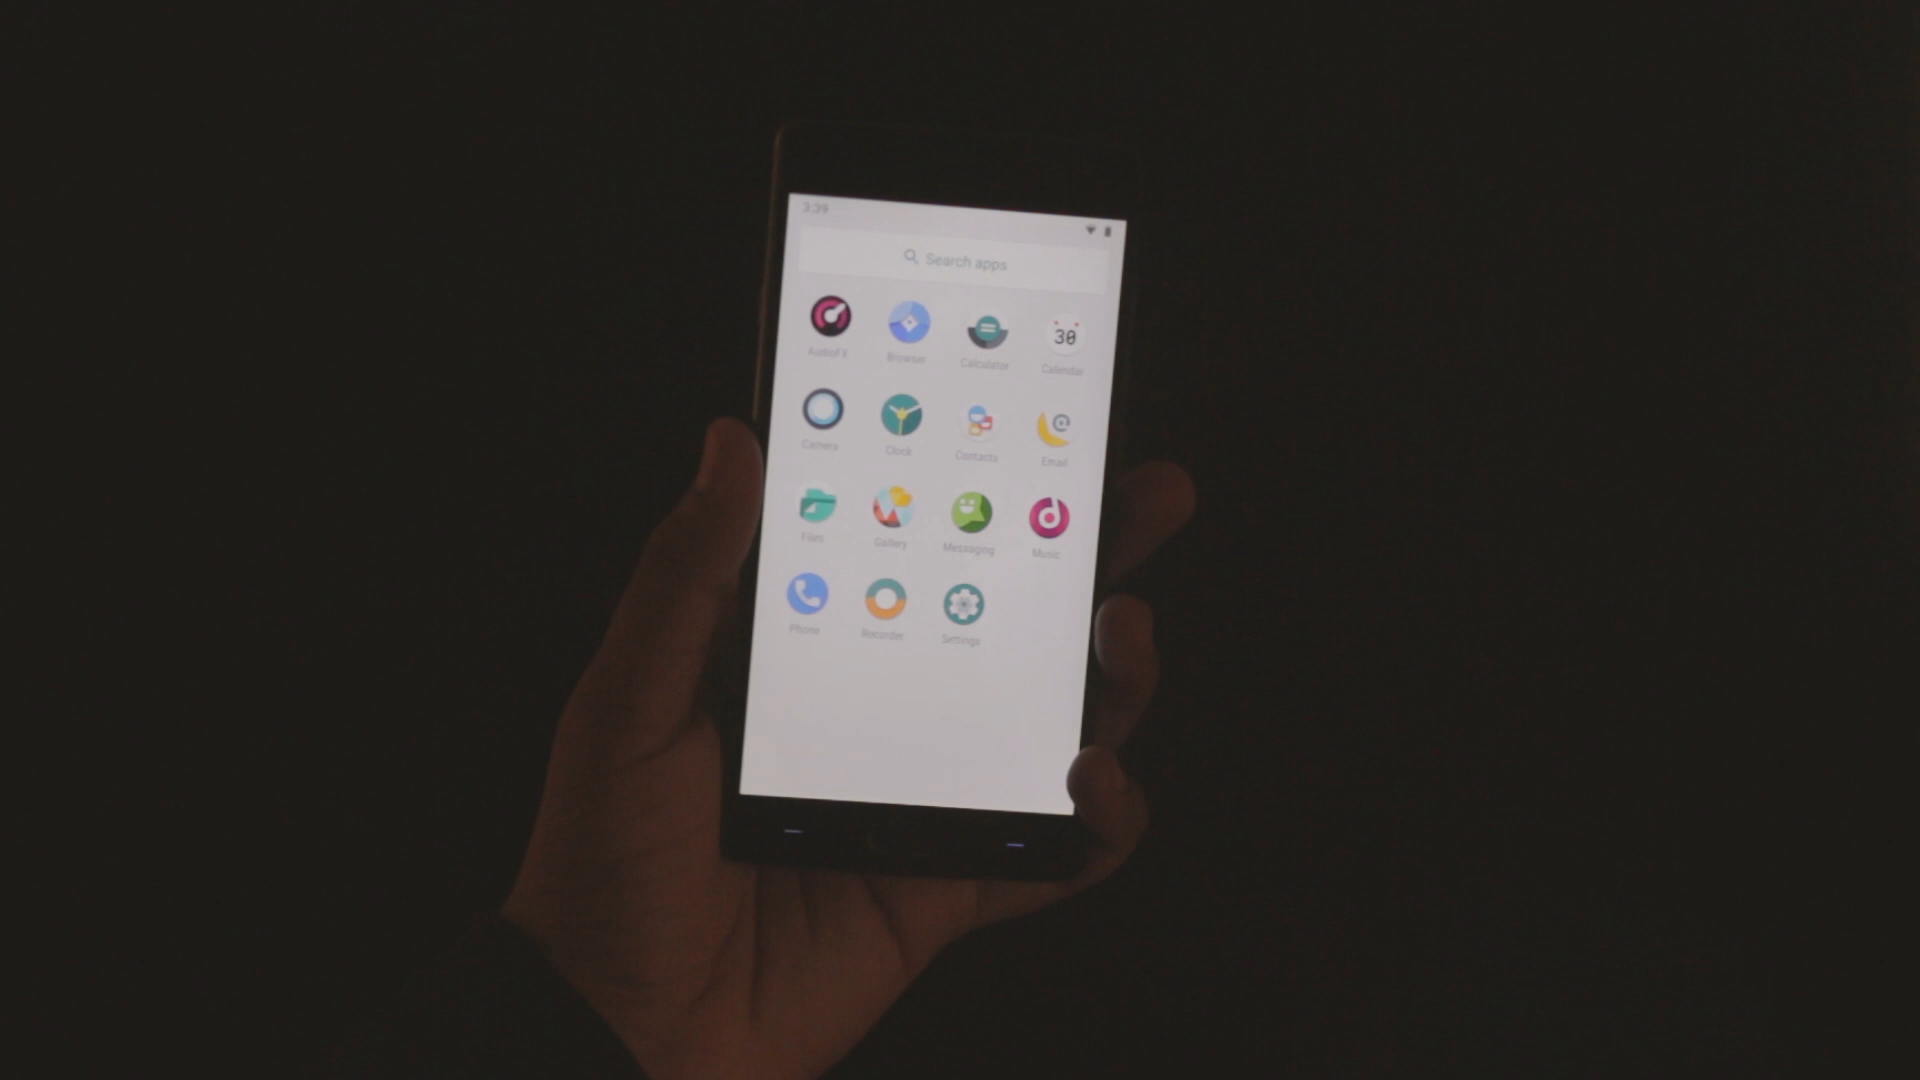 3:39
Search apps
AudioFX Browser Calculator Calendar
30
Camera Clock Contacts Email
Files Gallery Messaging Music
Phone Recorder Settings